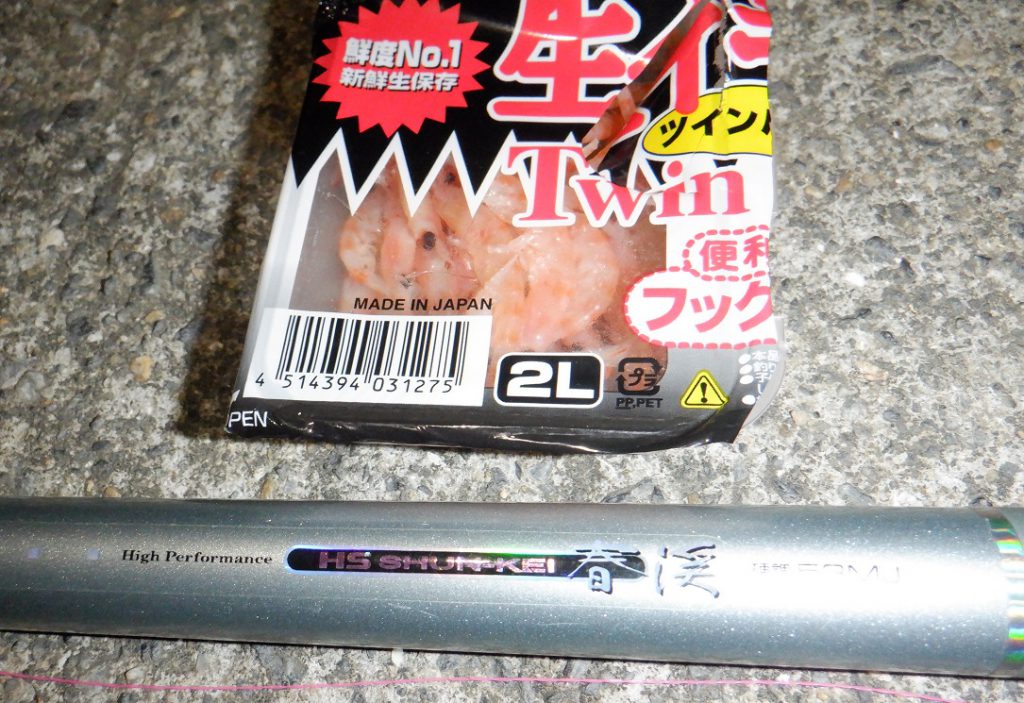 鮮度No.1
新鮮生保存
生イ
ツイン
Twin
便利
フック
MADE IN JAPAN
4 514394 031275
2L
プラ
PP,PET
PEN
High Performance
HS SHUN-KEI 春渓